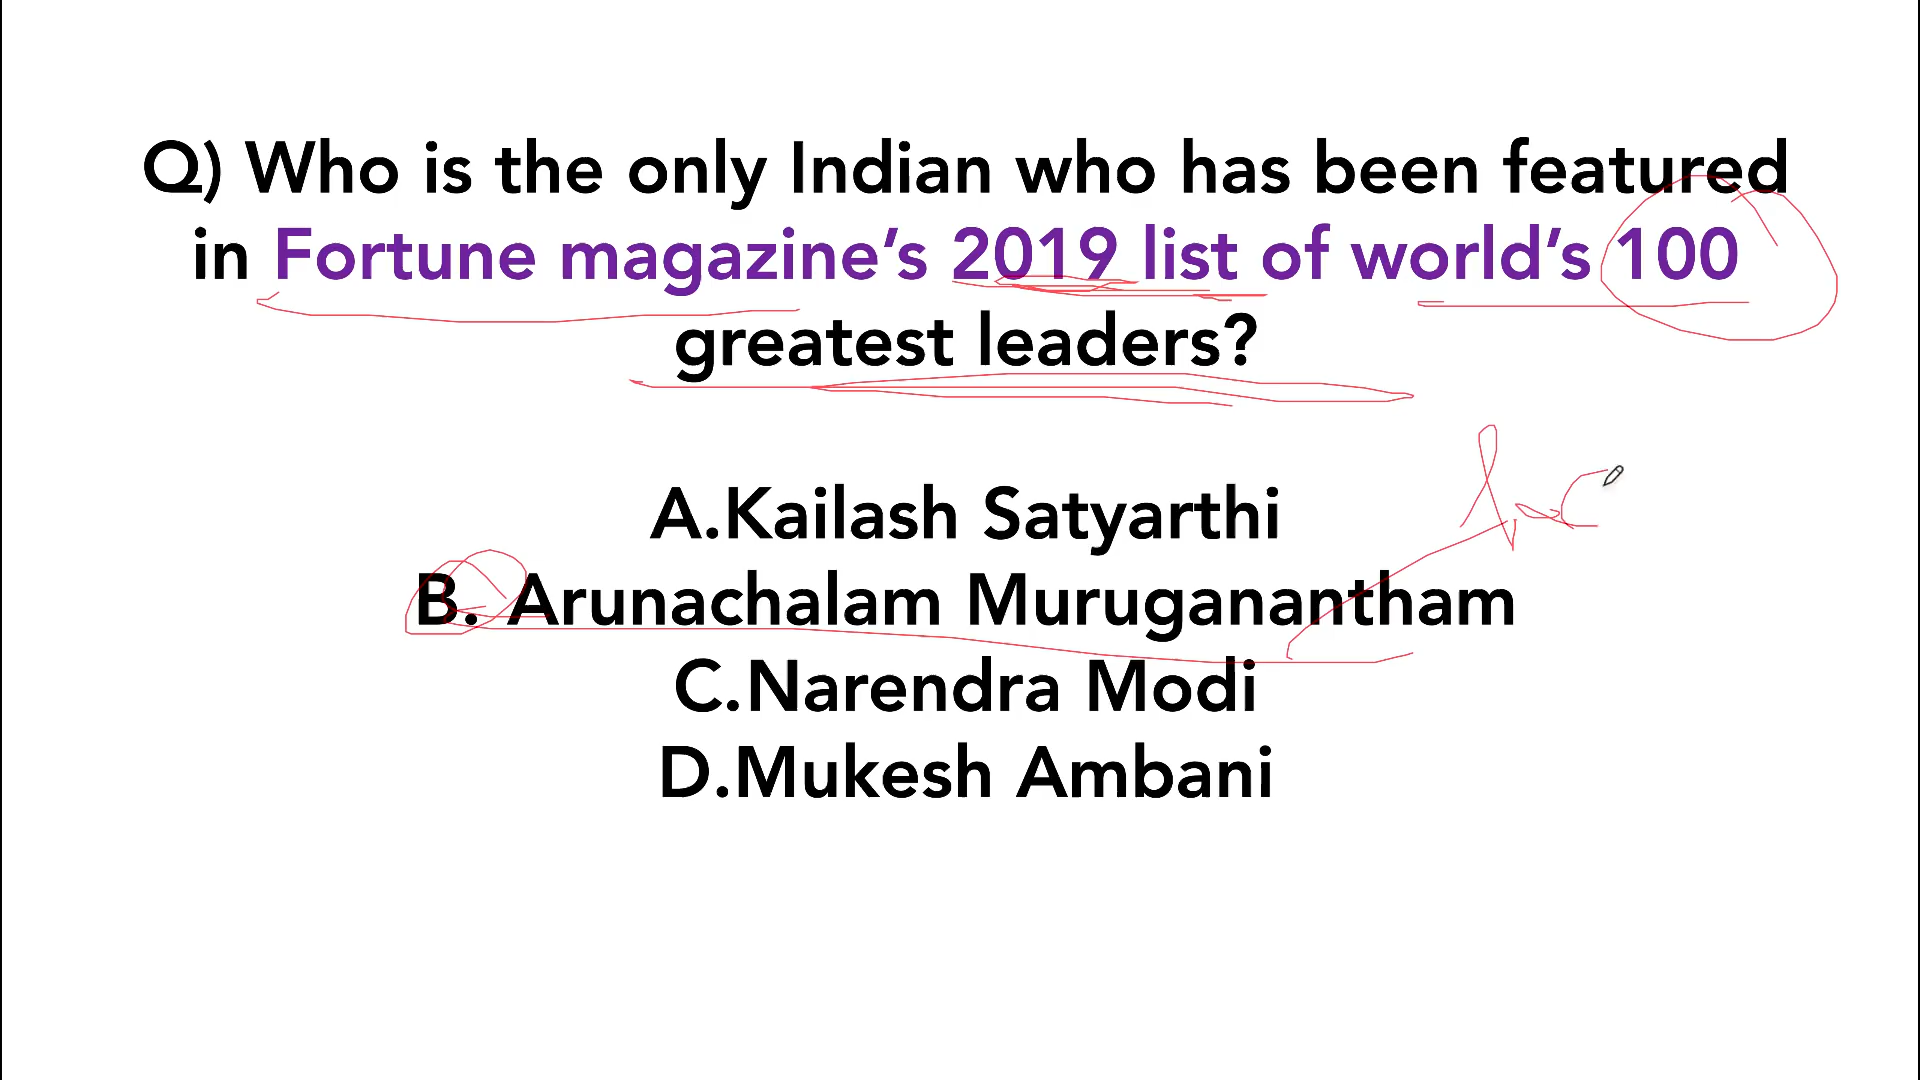 Q) Who is the only Indian who has been featured
in Fortune magazine’s 2019 list of world’s 100
greatest leaders?
A.Kailash Satyarthi
B. Arunachalam Muruganantham
C.Narendra Modi
D.Mukesh Ambani